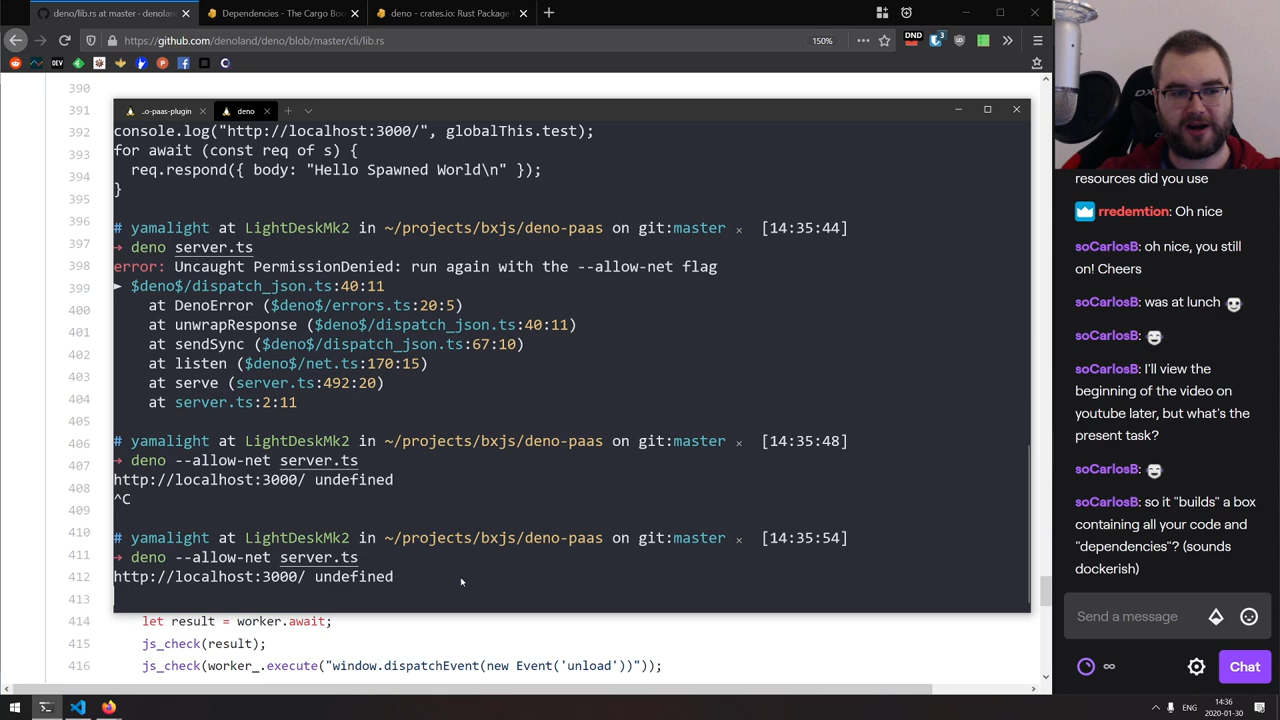 deno/lib.rs at master · denolan
Dependencies - The Cargo Boo
deno - crates.io: Rust Package
https://github.com/denoland/deno/blob/master/cli/lib.rs
150%
DND
3
DEV
390
391
392
393
394
395
396
397
398
399
400
401
402
403
404
405
406
407
408
409
410
411
412
413
414
415
416
..o-paas-plugin
deno
console.log("http://localhost:3000/", globalThis.test);
for await (const req of s) {
req.respond({ body: "Hello Spawned World\n" });
}
# yamalight at LightDeskMk2 in ~/projects/bxjs/deno-paas on git:master × [14:35:44]
→ deno server.ts
error: Uncaught PermissionDenied: run again with the --allow-net flag
► $deno$/dispatch_json.ts:40:11
at DenoError ($deno$/errors.ts:20:5)
at unwrapResponse ($deno$/dispatch_json.ts:40:11)
at sendSync ($deno$/dispatch_json.ts:67:10)
at listen ($deno$/net.ts:170:15)
at serve (server.ts:492:20)
at server.ts:2:11
# yamalight at LightDeskMk2 in ~/projects/bxjs/deno-paas on git:master × [14:35:48]
→ deno --allow-net server.ts
http://localhost:3000/ undefined
^C
# yamalight at LightDeskMk2 in ~/projects/bxjs/deno-paas on git:master × [14:35:54]
→ deno --allow-net server.ts
http://localhost:3000/ undefined
let result = worker.await;
js_check(result);
js_check(worker_.execute("window.dispatchEvent(new Event('unload'))"));
DX
resources did you use
rredemtion: Oh nice
soCarlosB: oh nice, you still
on! Cheers
soCarlosB: was at lunch
soCarlosB:
soCarlosB: I'll view the
beginning of the video on
youtube later, but what's the
present task?
soCarlosB:
soCarlosB: so it "builds" a box
containing all your code and
"dependencies"? (sounds
dockerish)
Send a message
∞
Chat
ENG
14:36
2020-01-30